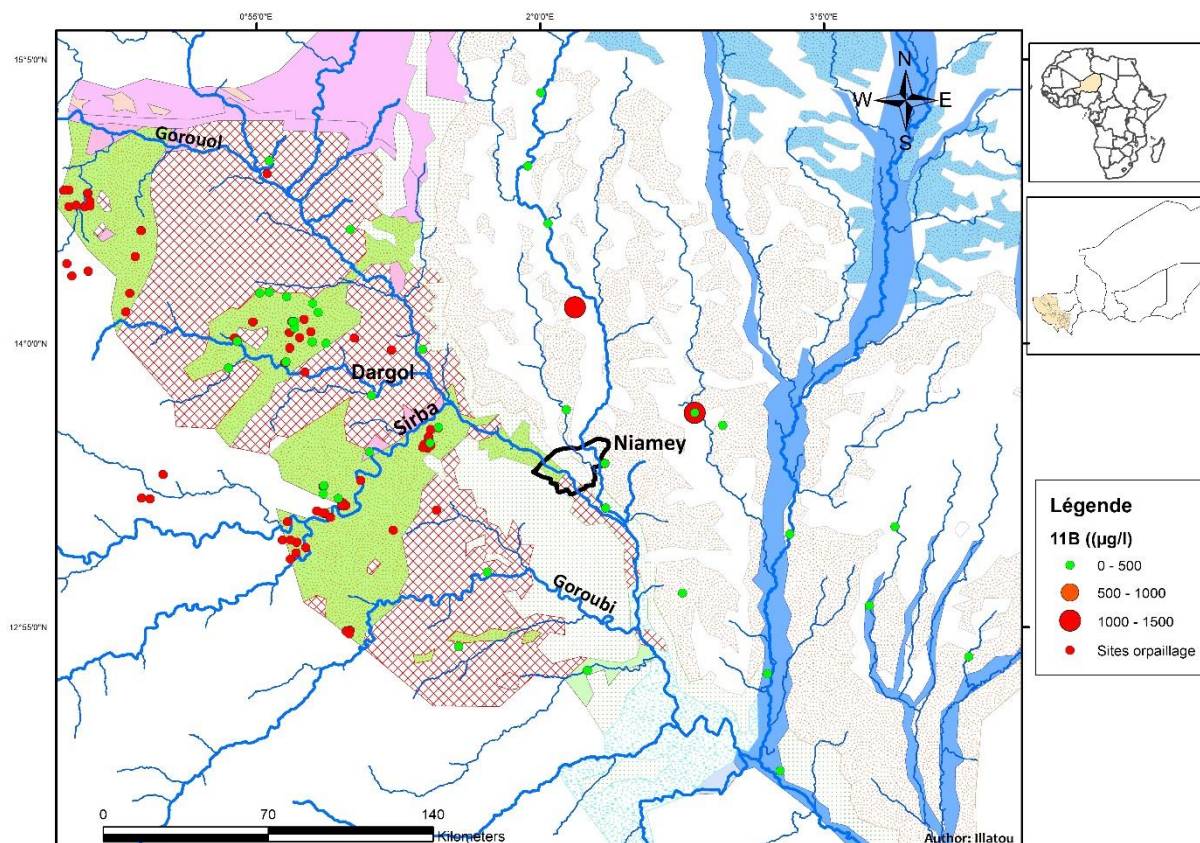 0°55'0"E
2°0'0"E
3°5'0"E
15°5'0"N
14°0'0"N
12°55'0"N
N
W
E
S
Gorouol
Dargol
Sirba
Niamey
Goroubi
Légende
11B ((µg/l)
0 - 500
500 - 1000
1000 - 1500
Sites orpaillage
0
70
140
Kilometers
Author: Illatou